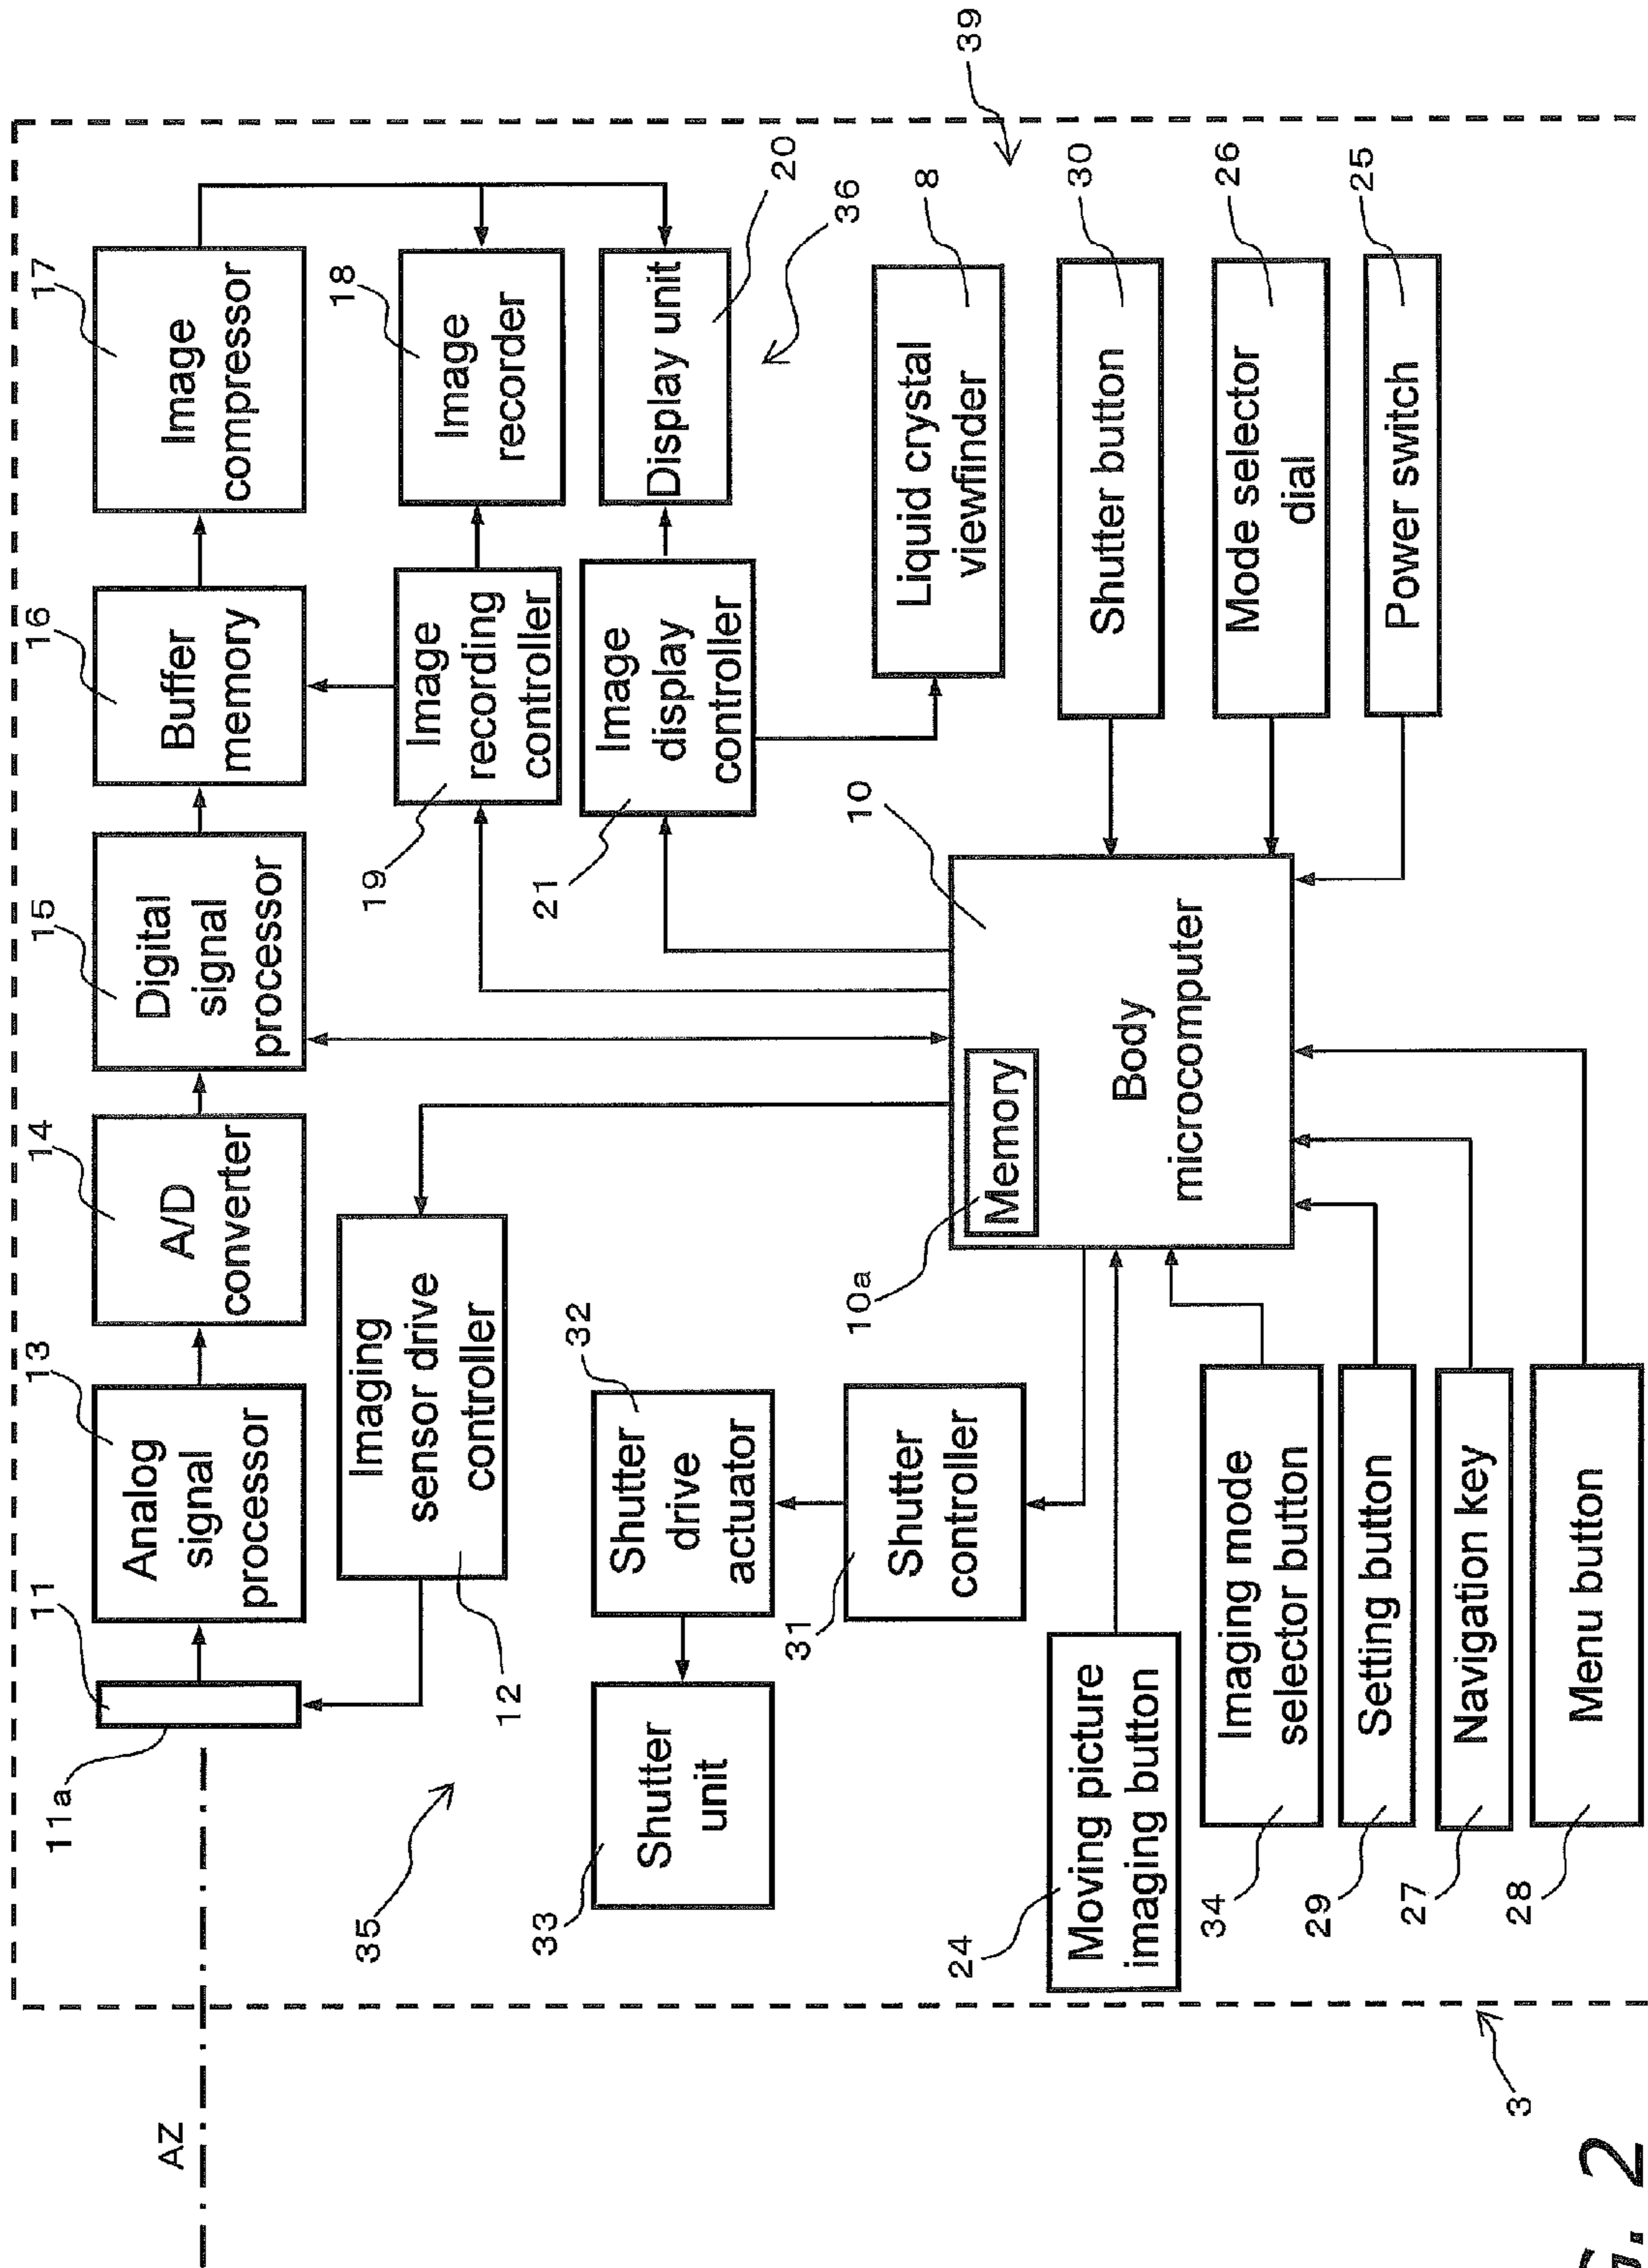 AZ
3
39
11a
11
13
14
15
16
17
Analog
signal
processor
A/D
converter
Digital
signal
processor
Buffer
memory
Image
compressor
35
12
Imaging
sensor drive
controller
19
Image
recording
controller
18
Image
recorder
21
Image
display
controller
Display unit
20
36
33
Shutter
unit
32
Shutter
drive
actuator
31
Shutter
controller
Liquid crystal
viewfinder
8
10
10a
Memory
Body
microcomputer
24
Moving picture
imaging button
34
Imaging mode
selector button
29
Setting button
27
Navigation key
28
Menu button
Shutter button
30
Mode selector
dial
26
Power switch
25
2